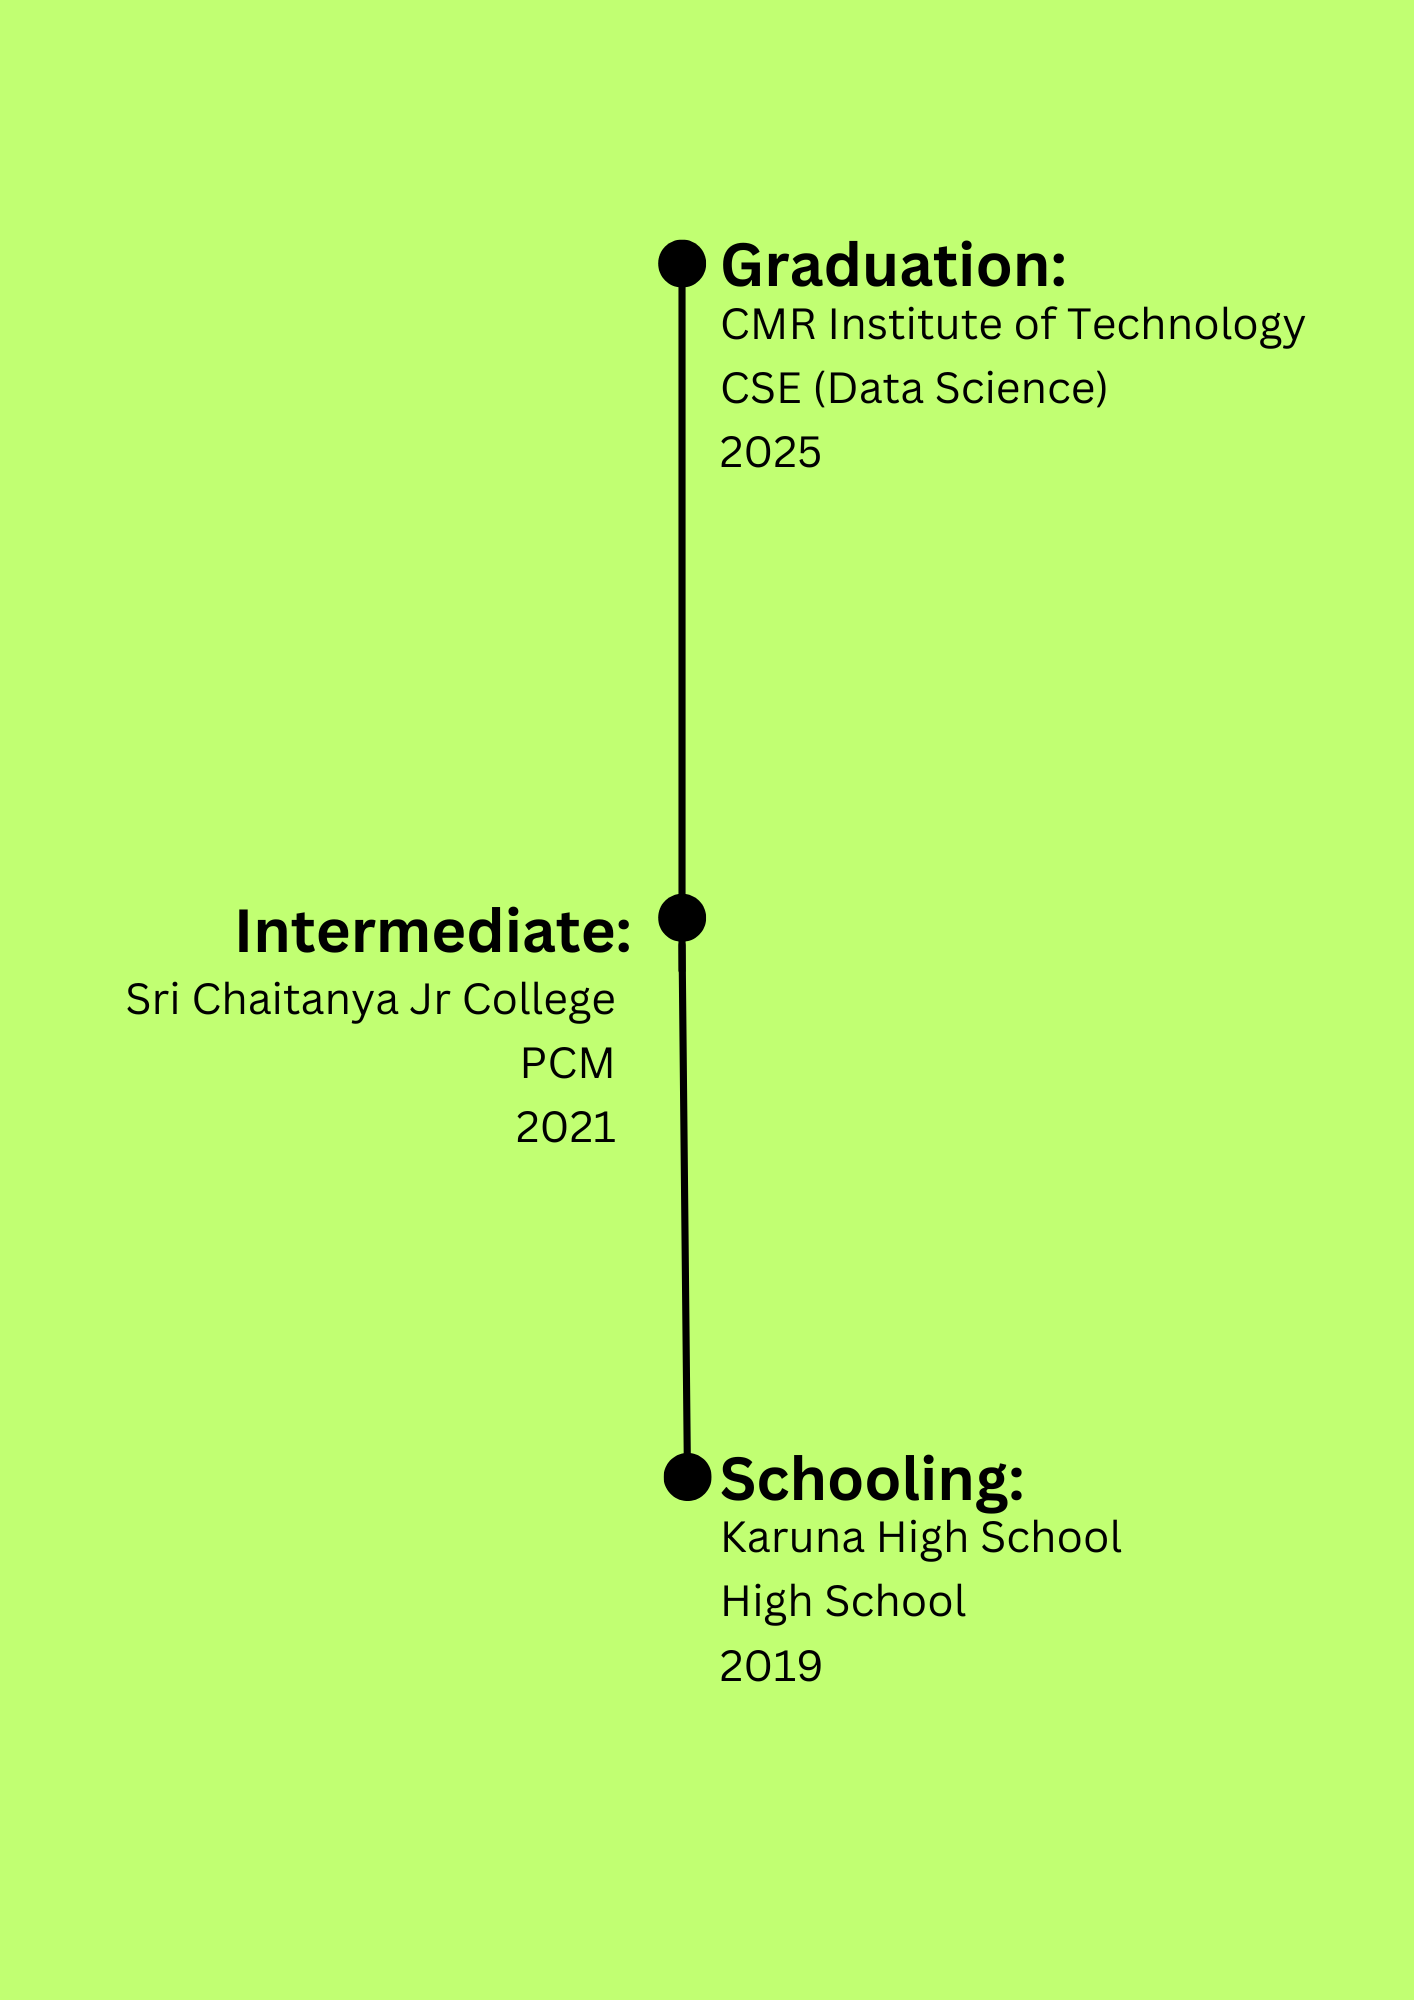 Graduation:
CMR Institute of Technology
CSE (Data Science)
2025
Intermediate:
Sri Chaitanya Jr College
PCM
2021
Schooling:
Karuna High School
High School
2019